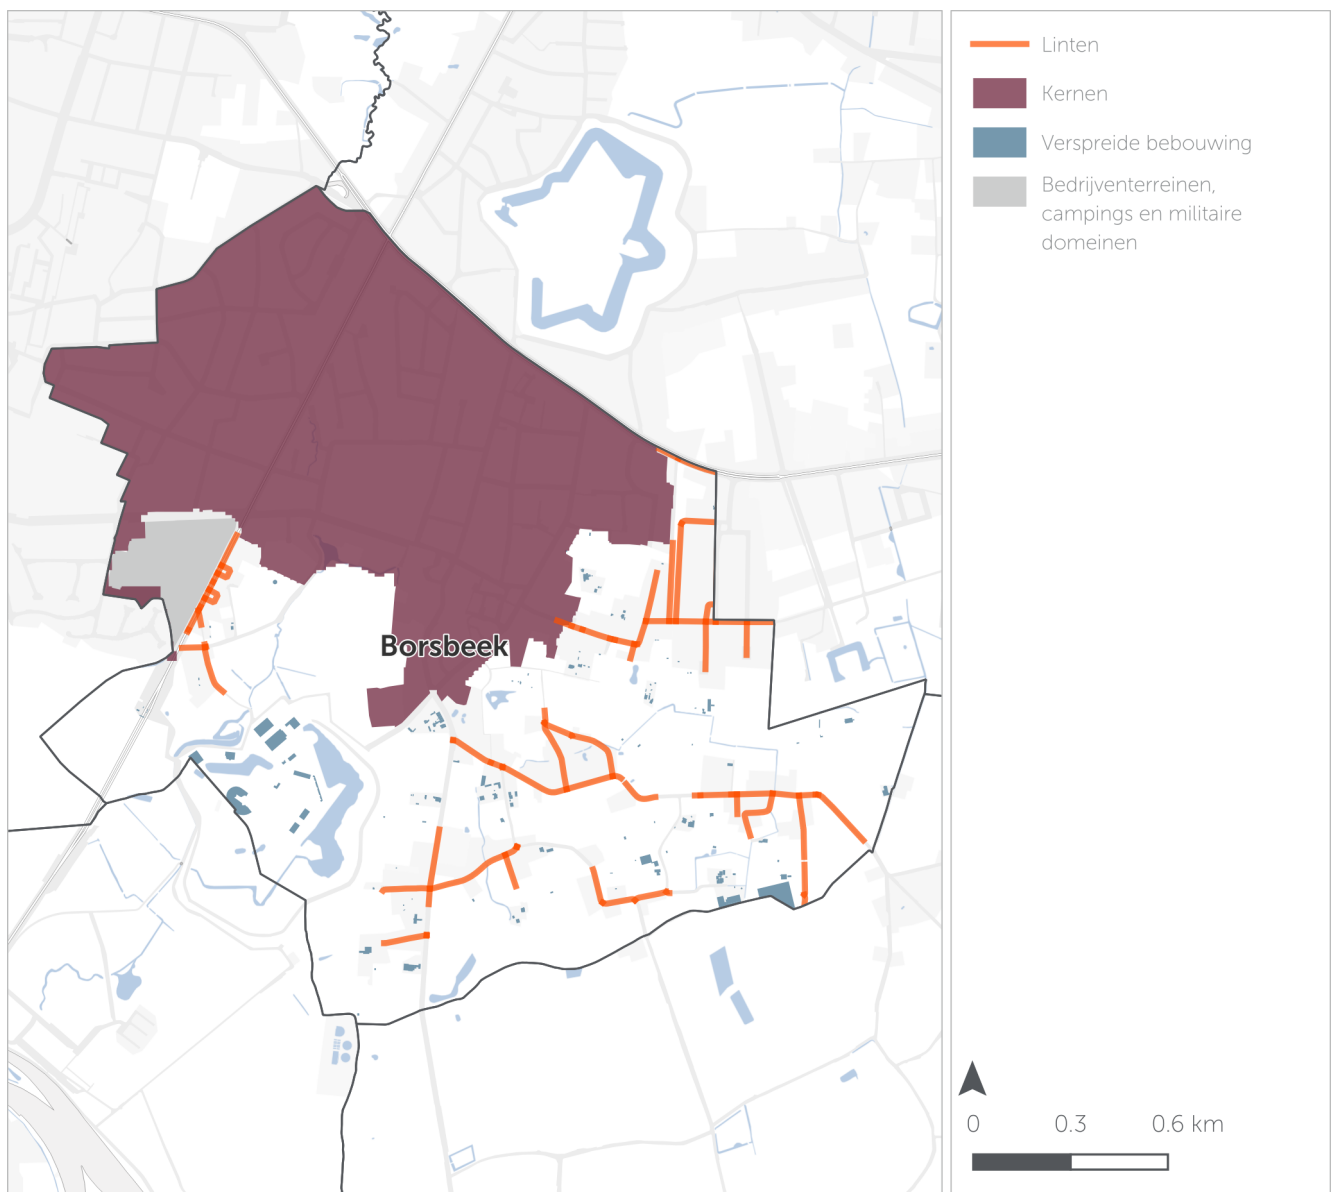 Linten
Kernen
Verspreide bebouwing
Bedrijventerreinen,
campings en militaire
domeinen
Borsbeek
0 0.3 0.6 km